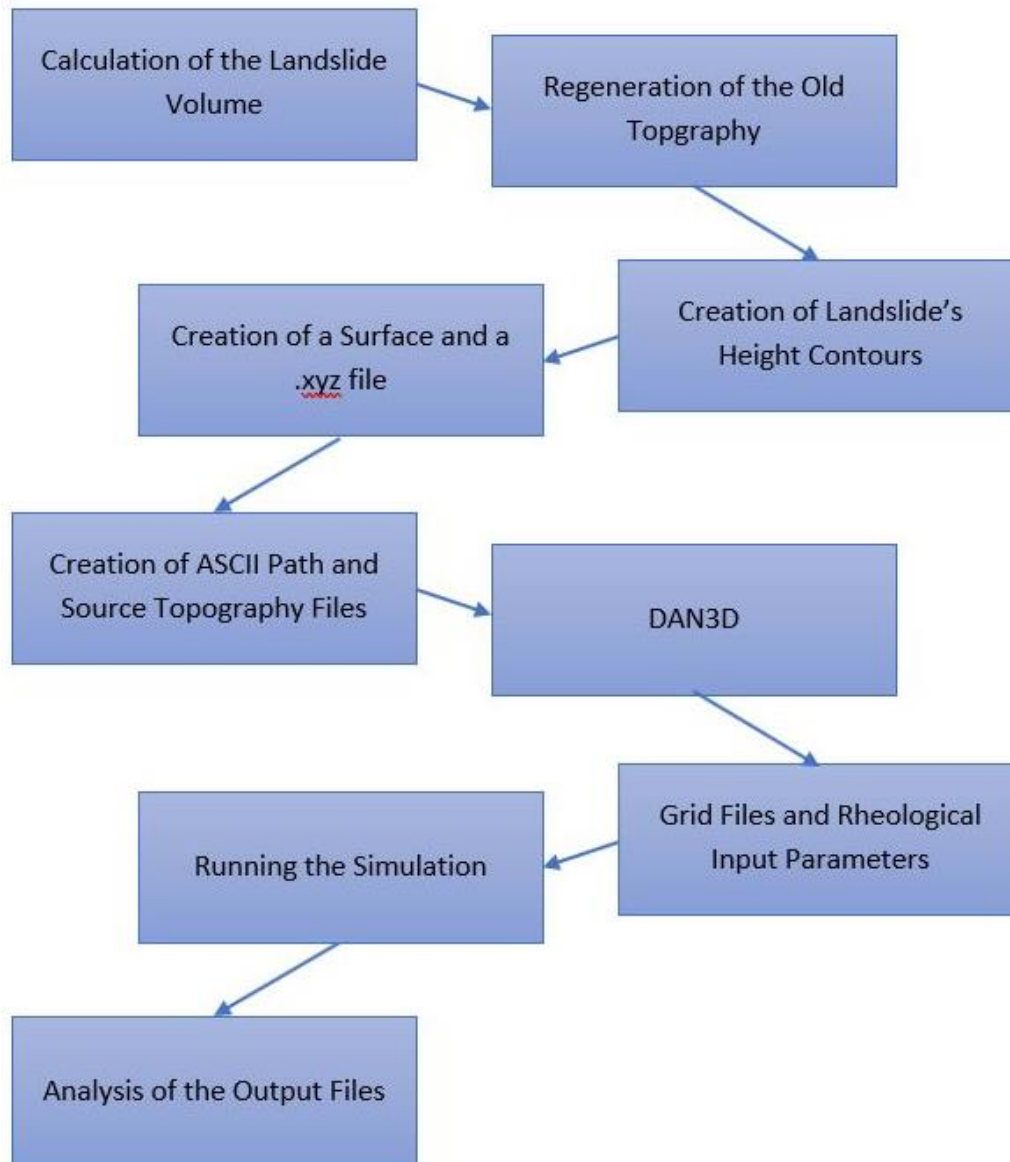 Calculation of the Landslide
Volume
Regeneration of the Old
Topgraphy
Creation of Landslide’s
Height Contours
Creation of a Surface and a
.xyz file
Creation of ASCII Path and
Source Topography Files
DAN3D
Grid Files and Rheological
Input Parameters
Running the Simulation
Analysis of the Output Files